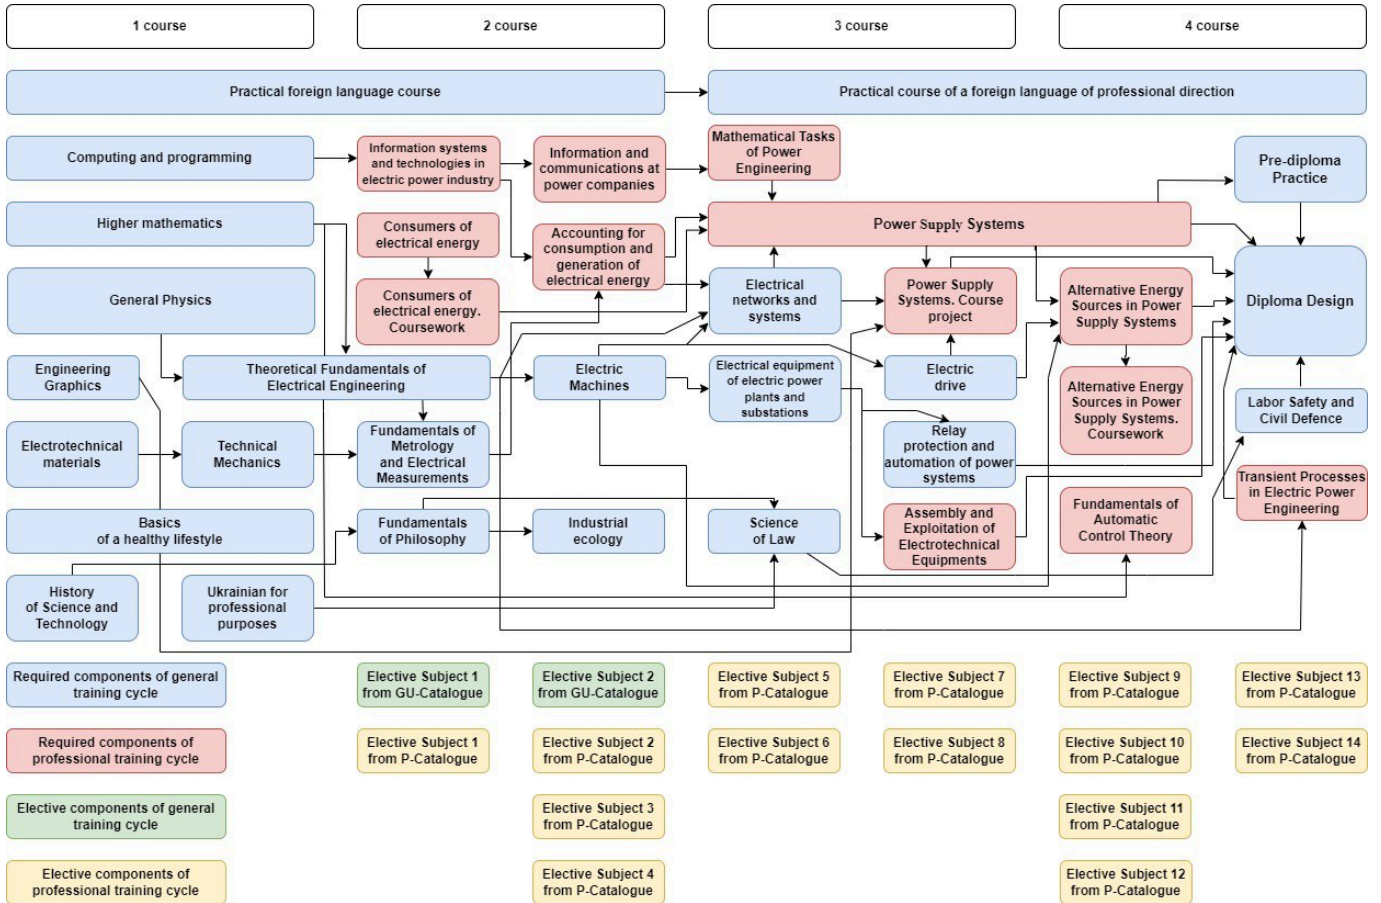 1 course
2 course
3 course
4 course
Practical foreign language course
Practical course of a foreign language of professional direction
Computing and programming
Information systems
and technologies in
electric power industry
Information and
communications at
power companies
Mathematical Tasks
of Power
Engineering
Pre-diploma
Practice
Higher mathematics
Consumers of
electrical energy
Accounting for
consumption and
generation of
electrical energy
Power Supply Systems
General Physics
Consumers of
electrical energy.
Coursework
Electrical
networks and
systems
Power Supply
Systems. Course
project
Alternative Energy
Sources in Power
Supply Systems
Diploma Design
Engineering
Graphics
Theoretical Fundamentals of
Electrical Engineering
Electric
Machines
Electrical equipment
of electric power
plants and
substations
Electric
drive
Alternative Energy
Sources in Power
Supply Systems.
Coursework
Labor Safety and
Civil Defence
Electrotechnical
materials
Technical
Mechanics
Fundamentals of
Metrology
and Electrical
Measurements
Relay
protection and
automation of power
systems
Transient Processes
in Electric Power
Engineering
Basics
of a healthy lifestyle
Fundamentals
of Philosophy
Industrial
ecology
Science
of Law
Assembly and
Exploitation of
Electrotechnical
Equipments
Fundamentals of
Automatic
Control Theory
History
of Science and
Technology
Ukrainian for
professional
purposes
Required components of general
training cycle
Elective Subject 1
from GU-Catalogue
Elective Subject 2
from GU-Catalogue
Elective Subject 5
from P-Catalogue
Elective Subject 7
from P-Catalogue
Elective Subject 9
from P-Catalogue
Elective Subject 13
from P-Catalogue
Required components of
professional training cycle
Elective Subject 1
from P-Catalogue
Elective Subject 2
from P-Catalogue
Elective Subject 6
from P-Catalogue
Elective Subject 8
from P-Catalogue
Elective Subject 10
from P-Catalogue
Elective Subject 14
from P-Catalogue
Elective components of general
training cycle
Elective Subject 3
from P-Catalogue
Elective Subject 11
from P-Catalogue
Elective components of
professional training cycle
Elective Subject 4
from P-Catalogue
Elective Subject 12
from P-Catalogue